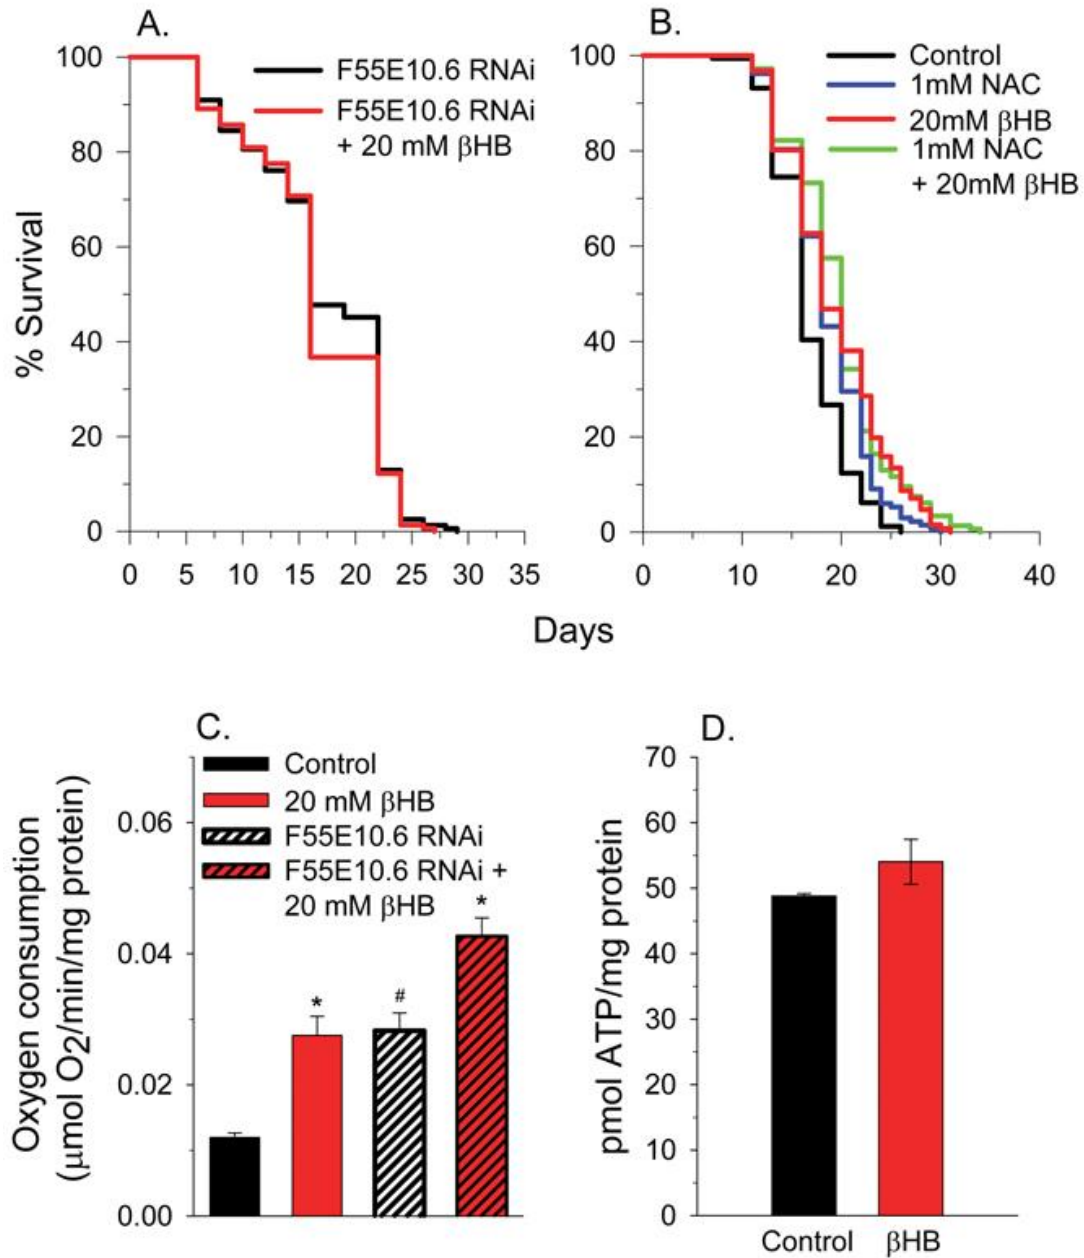 A.
F55E10.6 RNAi
F55E10.6 RNAi
+ 20 mM βHB
100
80
60
40
20
0
0 5 10 15 20 25 30 35
% Survival
B.
Control
1mM NAC
20mM βHB
1mM NAC
+ 20mM βHB
100
80
60
40
20
0
0 10 20 30 40
Days
C.
Control
20 mM βHB
F55E10.6 RNAi
F55E10.6 RNAi +
20 mM βHB
* # *
0.06
0.04
0.02
0.00
Oxygen consumption
(μmol O2/min/mg protein)
D.
70
60
50
40
30
20
10
0
pmol ATP/mg protein
Control βHB